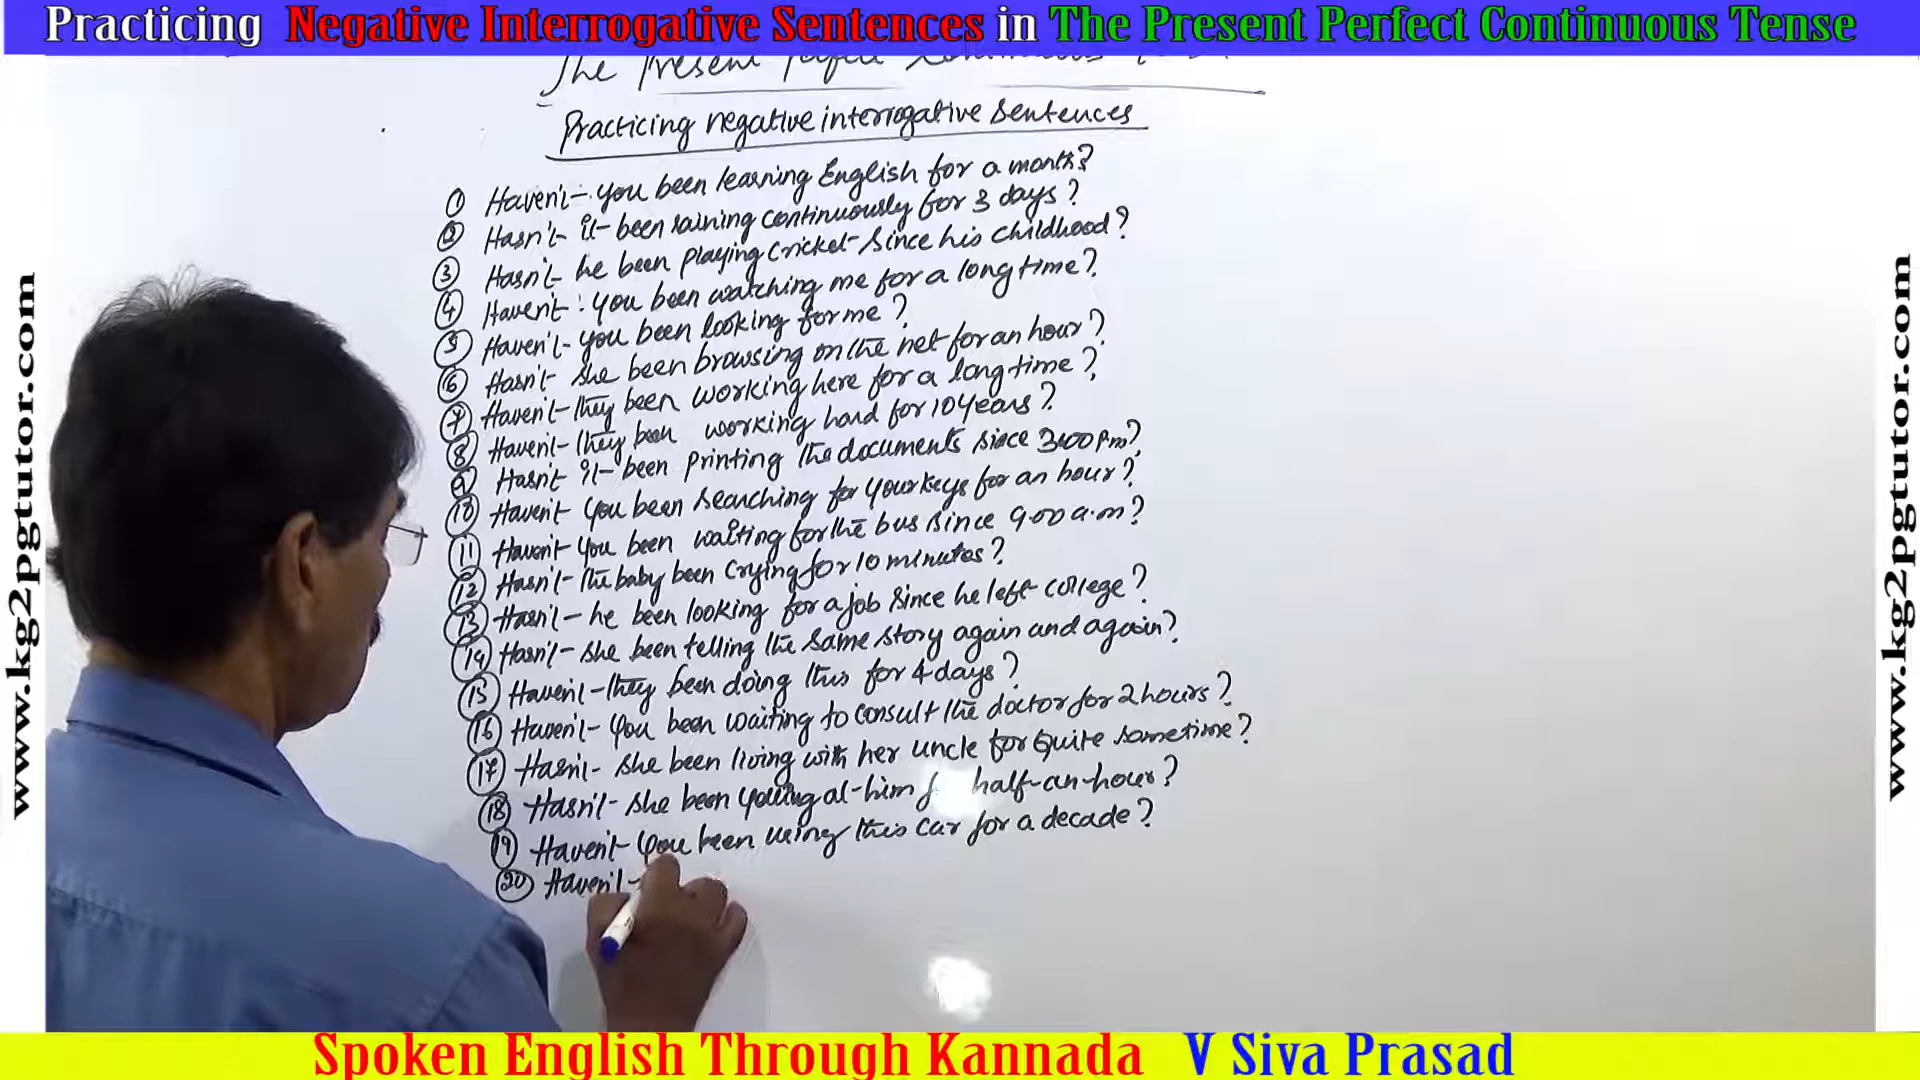 Practicing Negative Interrogative Sentences in The Present Perfect Continuous Tense
The Present Perfect Continuous
Practicing negative interrogative sentences
① Haven't you been learning English for a month?
② Hasn't it been raining continuously for 3 days?
③ Hasn't he been playing cricket since his childhood?
④ Haven't you been watching me for a long time?
⑤ Haven't you been looking for me?
⑥ Hasn't she been browsing on the net for an hour?
⑦ Haven't they been working here for a long time?
⑧ Haven't they been working hard for 10 years?
⑨ Hasn't it been printing the documents since 3:00 Pm?
⑩ Haven't you been searching for your keys for an hour?
⑪ Haven't you been waiting for the bus since 9:00 a.m?
⑫ Hasn't the baby been crying for 10 minutes?
⑬ Hasn't he been looking for a job since he left college?
⑭ Hasn't she been telling the same story again and again?
⑮ Haven't they been doing this for 4 days?
⑯ Haven't you been waiting to consult the doctor for 2 hours?
⑰ Hasn't she been living with her uncle for quite sometime?
⑱ Hasn't she been yelling at him half-an-hour?
⑲ Haven't you been using this car for a decade?
⑳ Haven't
www.kg2pgtutor.com
www.kg2pgtutor.com
Spoken English Through Kannada V Siva Prasad